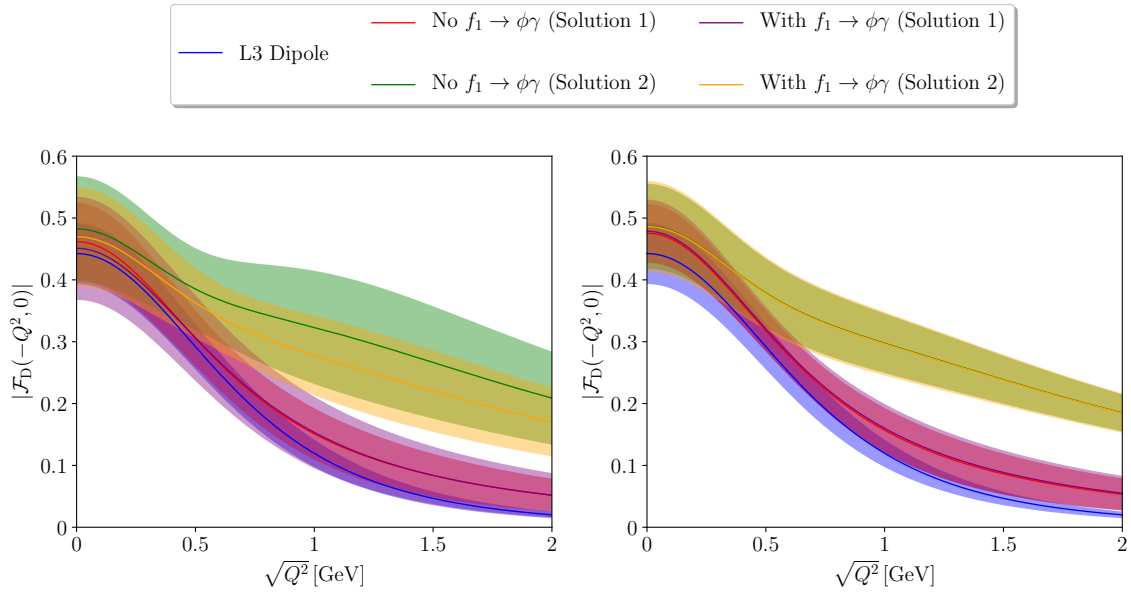 L3 Dipole
No f₁ → ϕγ (Solution 1)
No f₁ → ϕγ (Solution 2)
With f₁ → ϕγ (Solution 1)
With f₁ → ϕγ (Solution 2)
|ℱ_D(−Q², 0)|
0.6
0.5
0.4
0.3
0.2
0.1
0
0 0.5 1 1.5 2
√Q² [GeV]
|ℱ_D(−Q², 0)|
0.6
0.5
0.4
0.3
0.2
0.1
0
0 0.5 1 1.5 2
√Q² [GeV]